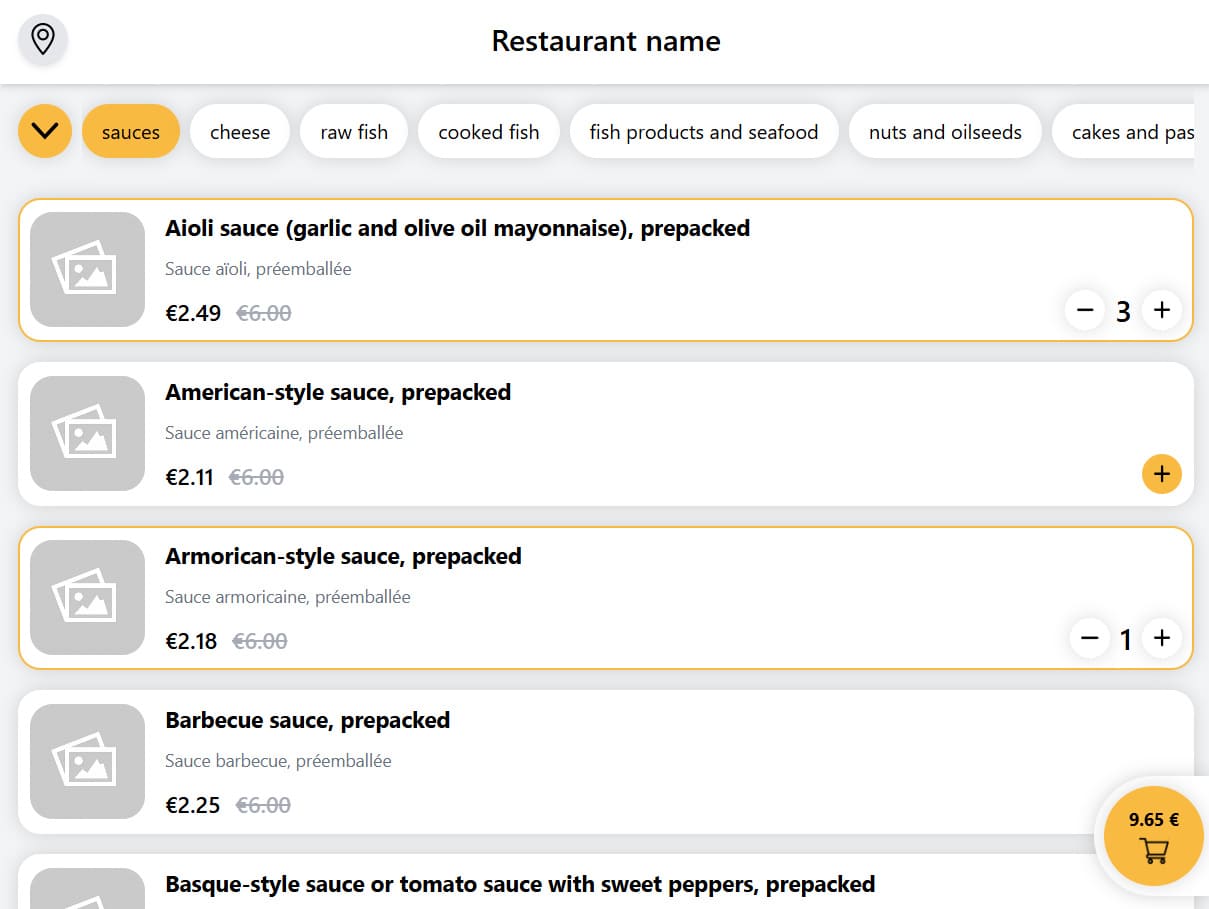 Restaurant name
sauces cheese raw fish cooked fish fish products and seafood nuts and oilseeds cakes and pas
Aioli sauce (garlic and olive oil mayonnaise), prepacked
Sauce aïoli, préemballée
€2.49 €6.00
− 3 +
American-style sauce, prepacked
Sauce américaine, préemballée
€2.11 €6.00
+
Armorican-style sauce, prepacked
Sauce armoricaine, préemballée
€2.18 €6.00
− 1 +
Barbecue sauce, prepacked
Sauce barbecue, préemballée
€2.25 €6.00
9.65 €
Basque-style sauce or tomato sauce with sweet peppers, prepacked